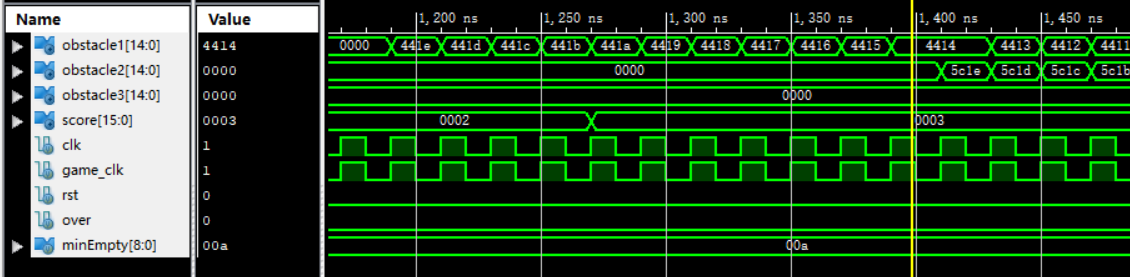 Name Value 1,200 ns 1,250 ns 1,300 ns 1,350 ns 1,400 ns 1,450 ns
obstacle1[14:0] 4414 0000 441e 441d 441c 441b 441a 4419 4418 4417 4416 4415 4414 4413 4412 4411
obstacle2[14:0] 0000 0000 5c1e 5c1d 5c1c 5c1b
obstacle3[14:0] 0000 0000
score[15:0] 0003 0002 0003
clk 1
game_clk 1
rst 0
over 0
minEmpty[8:0] 00a 00a